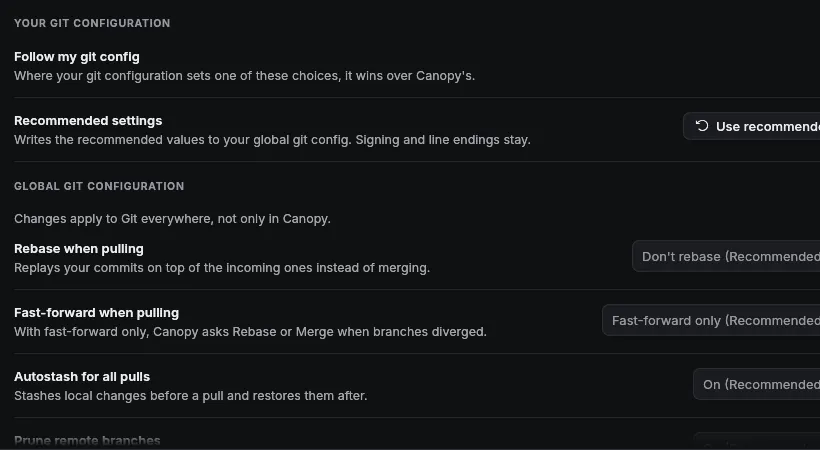 YOUR GIT CONFIGURATION
Follow my git config
Where your git configuration sets one of these choices, it wins over Canopy's.
Recommended settings
Writes the recommended values to your global git config. Signing and line endings stay.
Use recommende
GLOBAL GIT CONFIGURATION
Changes apply to Git everywhere, not only in Canopy.
Rebase when pulling
Replays your commits on top of the incoming ones instead of merging.
Don't rebase (Recommended
Fast-forward when pulling
With fast-forward only, Canopy asks Rebase or Merge when branches diverged.
Fast-forward only (Recommended
Autostash for all pulls
Stashes local changes before a pull and restores them after.
On (Recommended
Prune remote branches